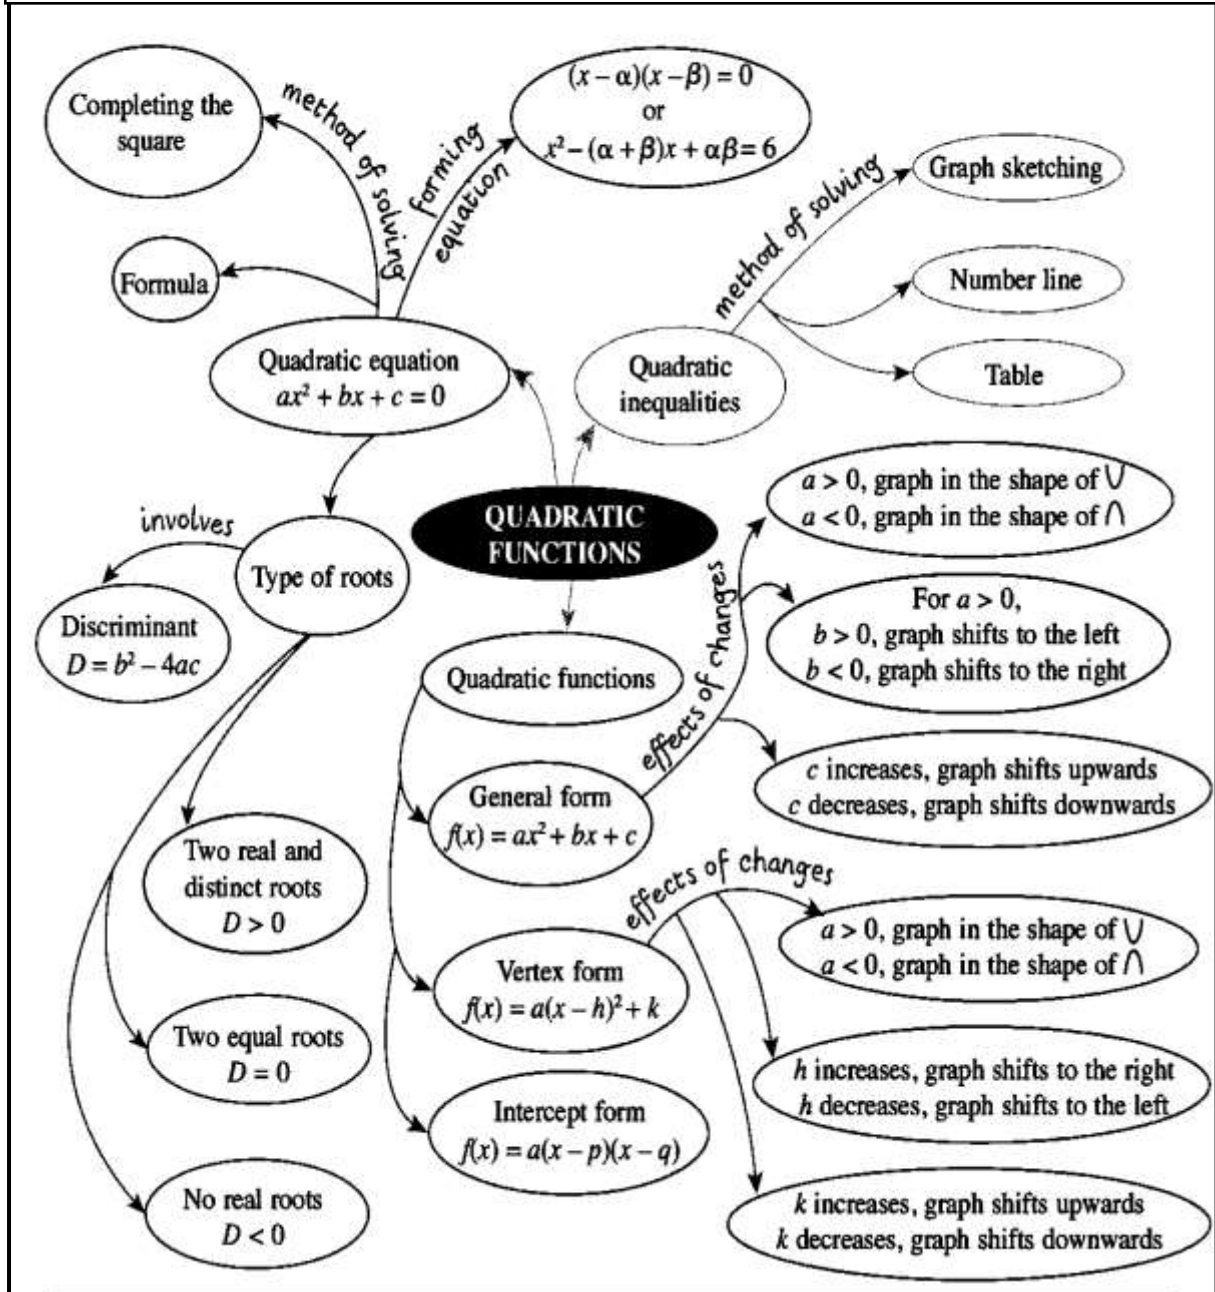 Completing the
square
method of solving
forming
equation
(x – α)(x – β) = 0
or
x² – (α + β)x + αβ = 6
Formula
Quadratic equation
ax² + bx + c = 0
method of solving
Graph sketching
Number line
Table
Quadratic
inequalities
QUADRATIC
FUNCTIONS
involves
Type of roots
Discriminant
D = b² – 4ac
Two real and
distinct roots
D > 0
Two equal roots
D = 0
No real roots
D < 0
Quadratic functions
General form
f(x) = ax² + bx + c
effects of changes
a > 0, graph in the shape of ∪
a < 0, graph in the shape of ∩
For a > 0,
b > 0, graph shifts to the left
b < 0, graph shifts to the right
c increases, graph shifts upwards
c decreases, graph shifts downwards
Vertex form
f(x) = a(x – h)² + k
effects of changes
a > 0, graph in the shape of ∪
a < 0, graph in the shape of ∩
h increases, graph shifts to the right
h decreases, graph shifts to the left
k increases, graph shifts upwards
k decreases, graph shifts downwards
Intercept form
f(x) = a(x – p)(x – q)